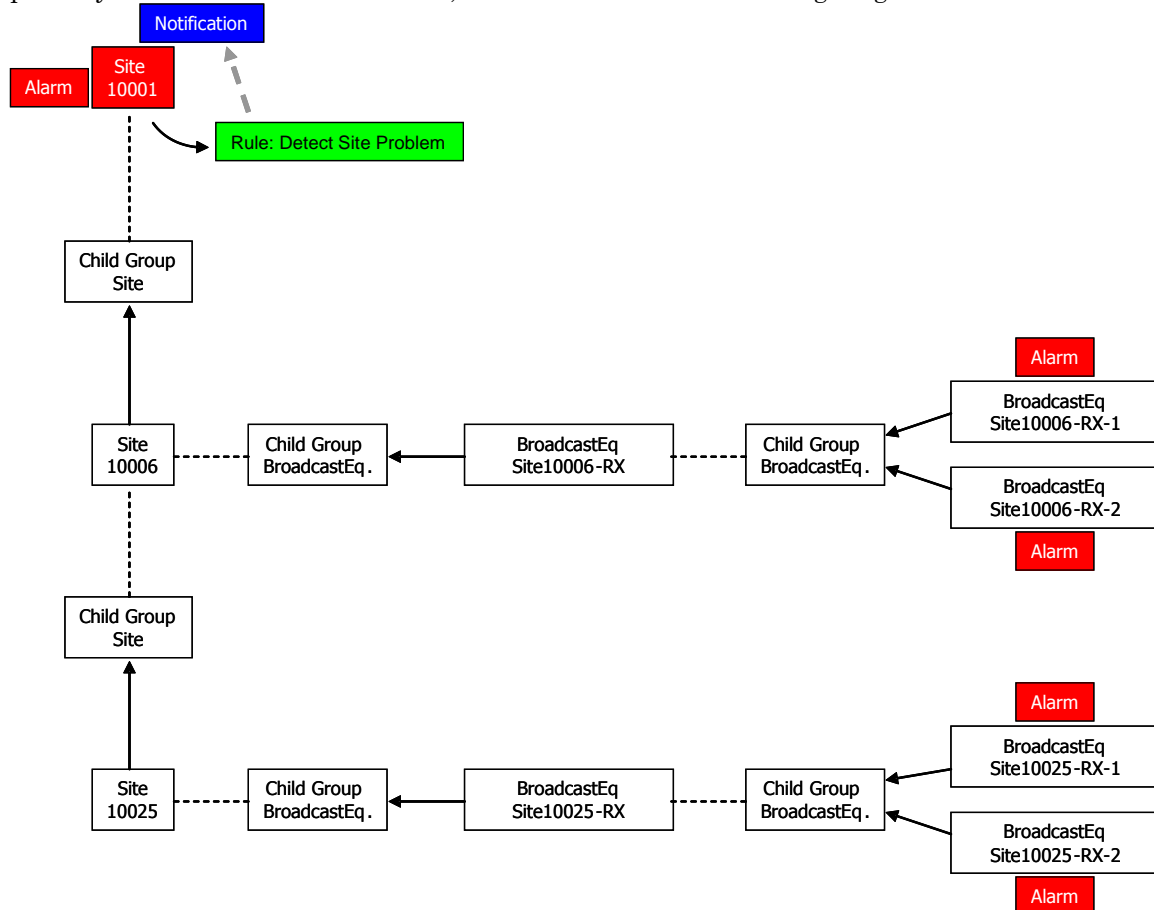 Notification
Site
10001
Alarm
Rule: Detect Site Problem
Child Group
Site
Alarm
BroadcastEq
Site10006-RX-1
Site
10006
Child Group
BroadcastEq.
BroadcastEq
Site10006-RX
Child Group
BroadcastEq.
BroadcastEq
Site10006-RX-2
Alarm
Child Group
Site
Alarm
BroadcastEq
Site10025-RX-1
Site
10025
Child Group
BroadcastEq.
BroadcastEq
Site10025-RX
Child Group
BroadcastEq.
BroadcastEq
Site10025-RX-2
Alarm